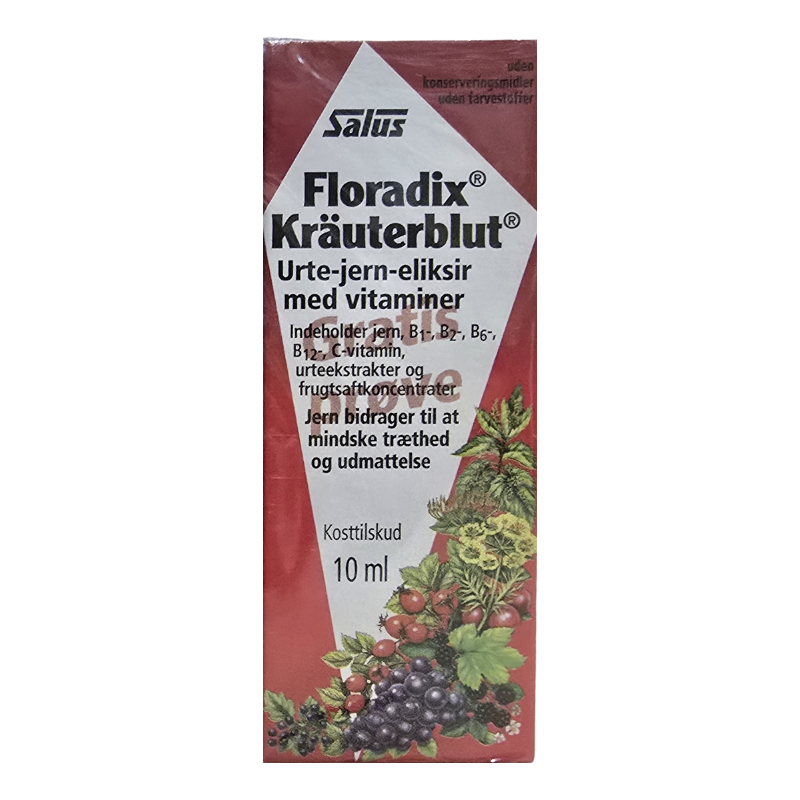 uden
konserveringsmidler
uden farvestoffer
Salus
Floradix®
Kräuterblut®
Urte-jern-eliksir
med vitaminer
Gratis
prøve
Indeholder jern, B1-, B2-, B6-,
B12-, C-vitamin,
urteekstrakter og
frugtsaftkoncentrater
Jern bidrager til at
mindske træthed
og udmattelse
Kosttilskud
10 ml